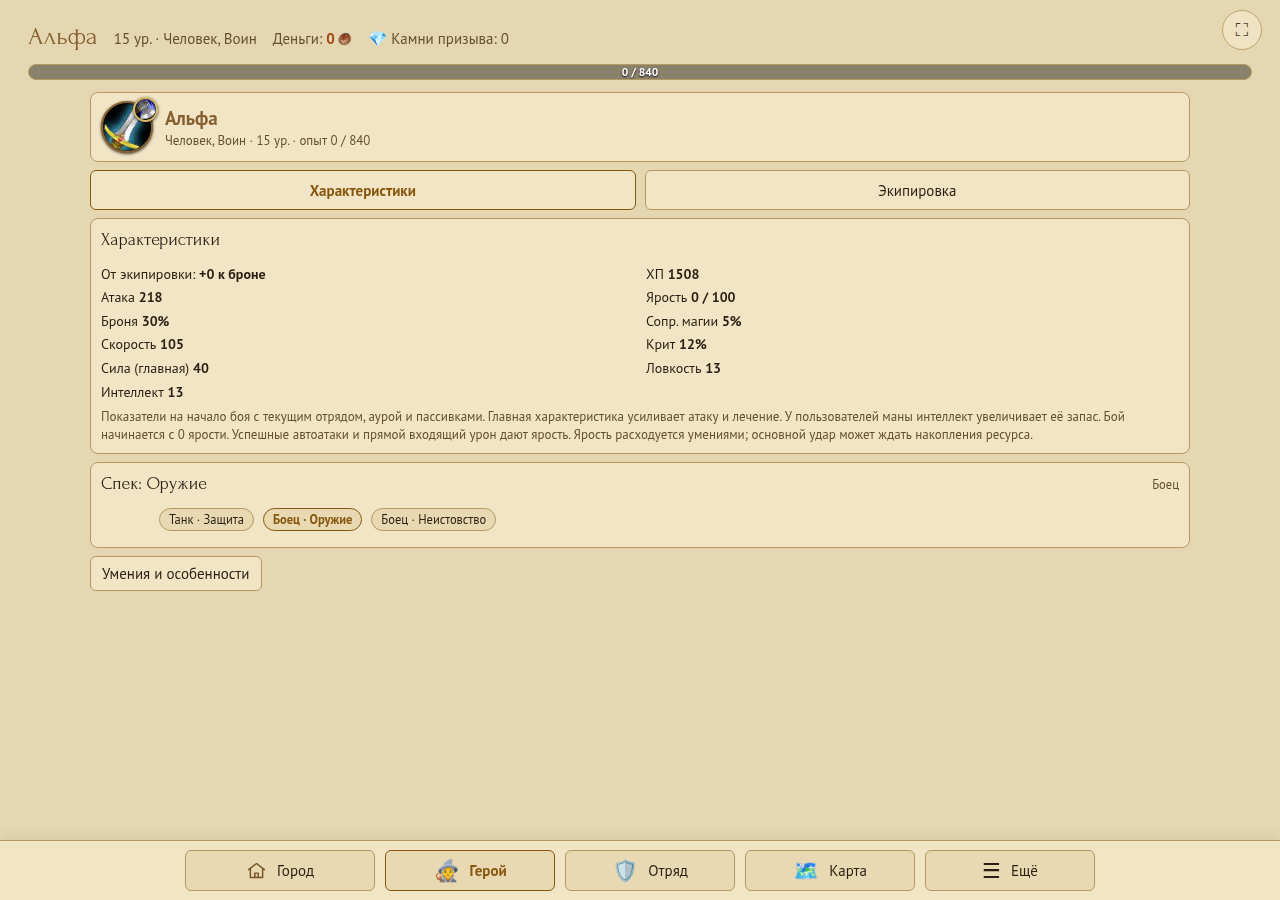 Альфа 15 ур. · Человек, Воин Деньги: 0 Камни призыва: 0
0 / 840
Альфа
Человек, Воин · 15 ур. · опыт 0 / 840
Характеристики Экипировка
Характеристики
От экипировки: +0 к броне ХП 1508
Атака 218 Ярость 0 / 100
Броня 30% Сопр. магии 5%
Скорость 105 Крит 12%
Сила (главная) 40 Ловкость 13
Интеллект 13
Показатели на начало боя с текущим отрядом, аурой и пассивками. Главная характеристика усиливает атаку и лечение. У пользователей маны интеллект увеличивает её запас. Бой
начинается с 0 ярости. Успешные автоатаки и прямой входящий урон дают ярость. Ярость расходуется умениями; основной удар может ждать накопления ресурса.
Спек: Оружие Боец
Танк · Защита Боец · Оружие Боец · Неистовство
Умения и особенности
Город Герой Отряд Карта Ещё